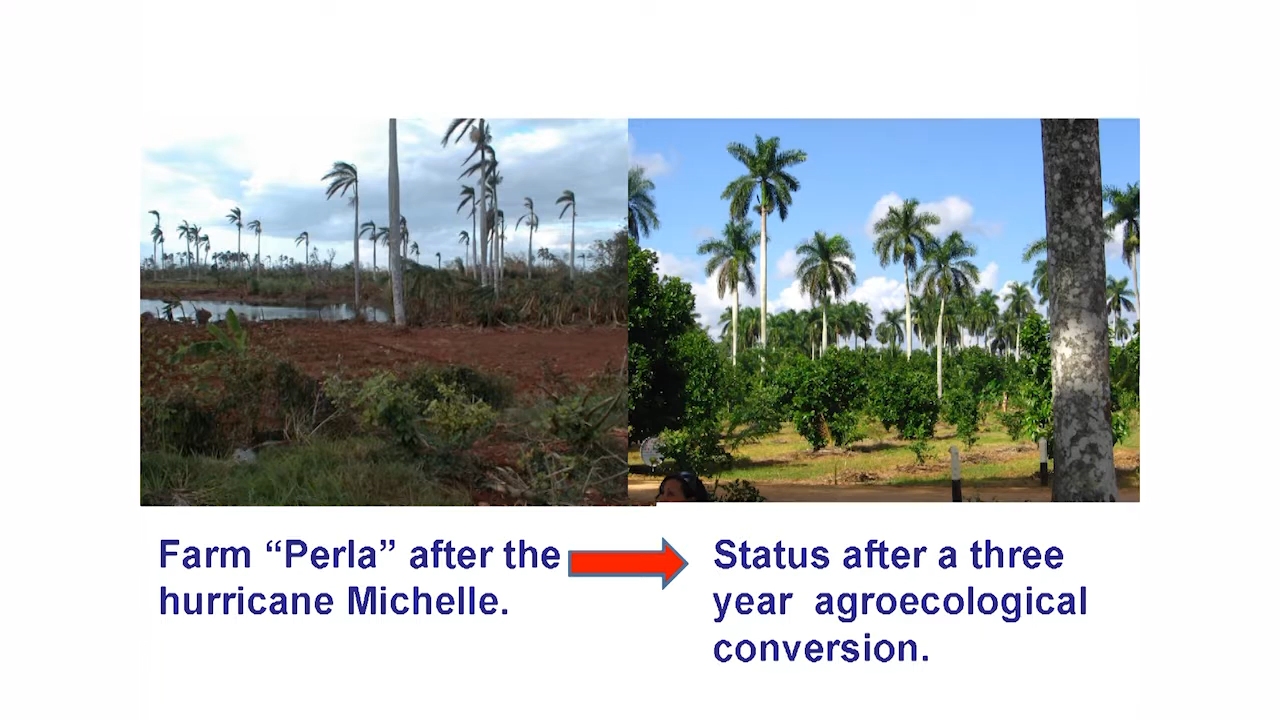 Farm “Perla” after the
hurricane Michelle.
Status after a three
year agroecological
conversion.